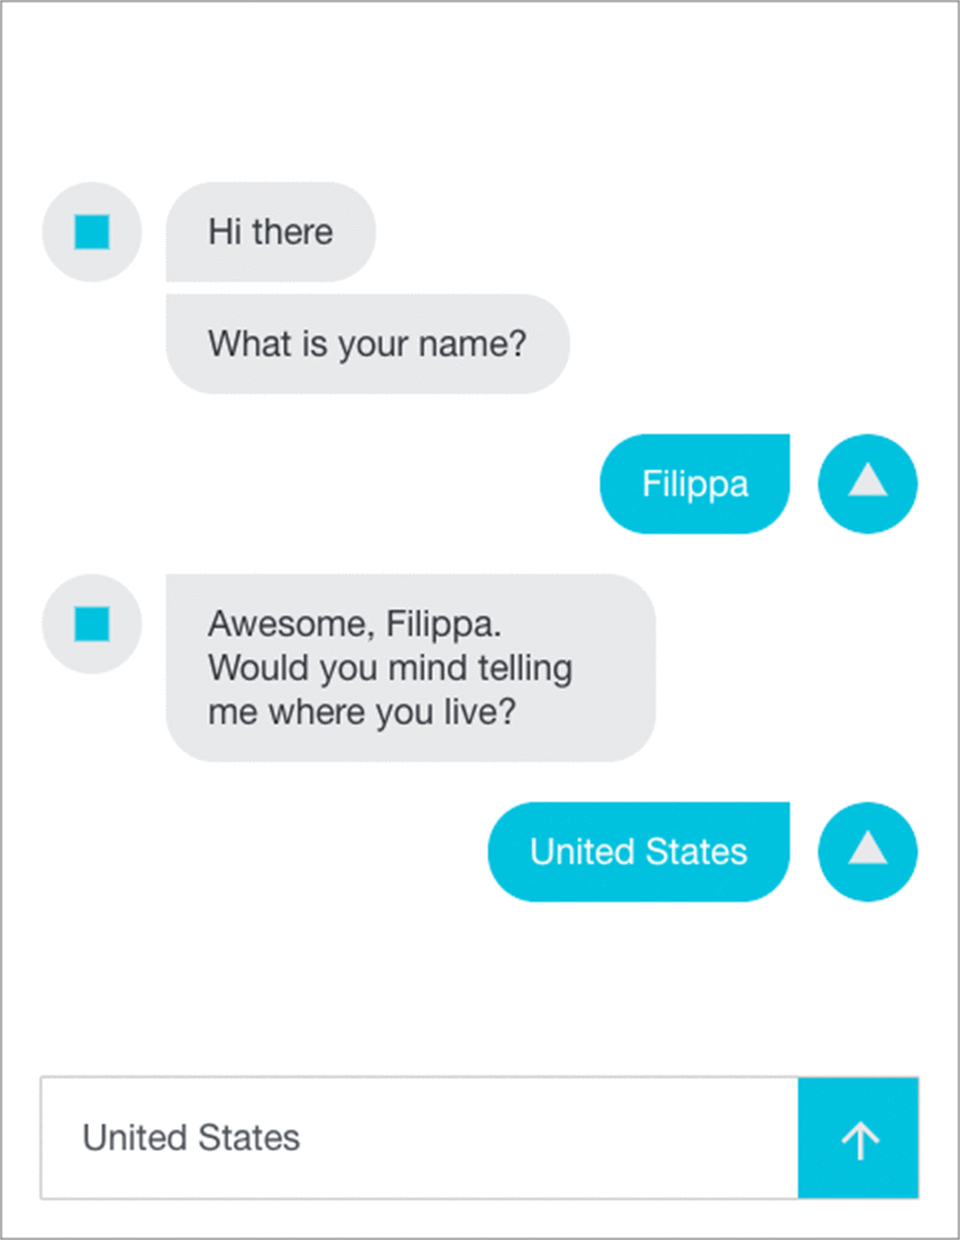 Hi there
What is your name?
Filippa
Awesome, Filippa.
Would you mind telling
me where you live?
United States
United States